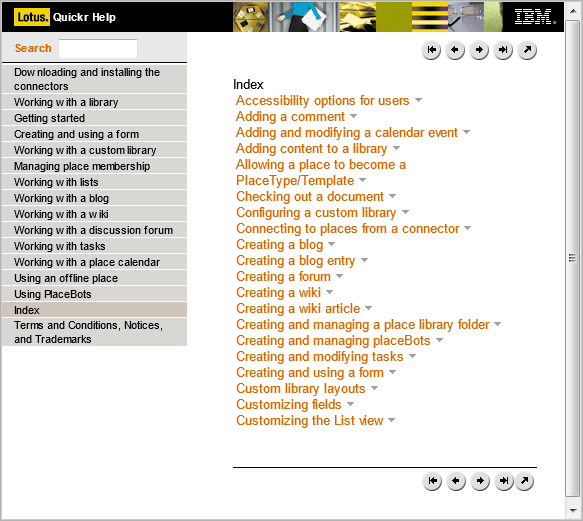 Lotus. Quickr Help
IBM
Search
Downloading and installing the
connectors
Working with a library
Getting started
Creating and using a form
Working with a custom library
Managing place membership
Working with lists
Working with a blog
Working with a wiki
Working with a discussion forum
Working with tasks
Working with a place calendar
Using an offline place
Using PlaceBots
Index
Terms and Conditions, Notices,
and Trademarks
Index
Accessibility options for users
Adding a comment
Adding and modifying a calendar event
Adding content to a library
Allowing a place to become a
PlaceType/Template
Checking out a document
Configuring a custom library
Connecting to places from a connector
Creating a blog
Creating a blog entry
Creating a forum
Creating a wiki
Creating a wiki article
Creating and managing a place library folder
Creating and managing placeBots
Creating and modifying tasks
Creating and using a form
Custom library layouts
Customizing fields
Customizing the List view